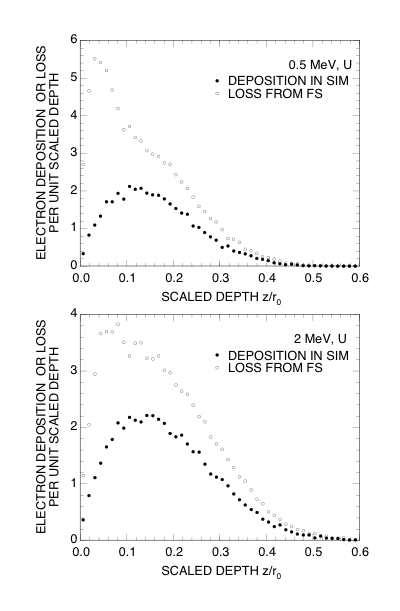 6
5
4
3
2
1
0
ELECTRON DEPOSITION OR LOSS
PER UNIT SCALED DEPTH
0.5 MeV, U
DEPOSITION IN SIM
LOSS FROM FS
0.0 0.1 0.2 0.3 0.4 0.5 0.6
SCALED DEPTH z/r0
4
3
2
1
0
ELECTRON DEPOSITION OR LOSS
PER UNIT SCALED DEPTH
2 MeV, U
DEPOSITION IN SIM
LOSS FROM FS
0.0 0.1 0.2 0.3 0.4 0.5 0.6
SCALED DEPTH z/r0